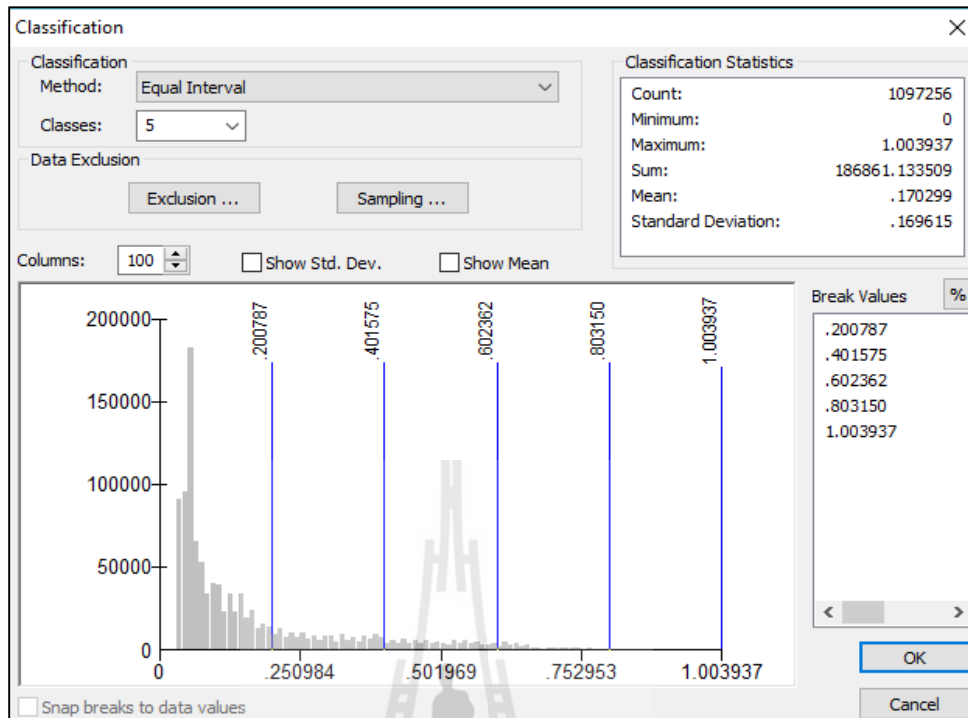 Classification
Classification
Method: Equal Interval
Classes: 5
Data Exclusion
Exclusion ... Sampling ...
Classification Statistics
Count: 1097256
Minimum: 0
Maximum: 1.003937
Sum: 186861.133509
Mean: .170299
Standard Deviation: .169615
Columns: 100 Show Std. Dev. Show Mean
Break Values %
.200787
.401575
.602362
.803150
1.003937
200000
150000
100000
50000
0
.200787 .401575 .602362 .803150 1.003937
0 .250984 .501969 .752953 1.003937
Snap breaks to data values
OK
Cancel